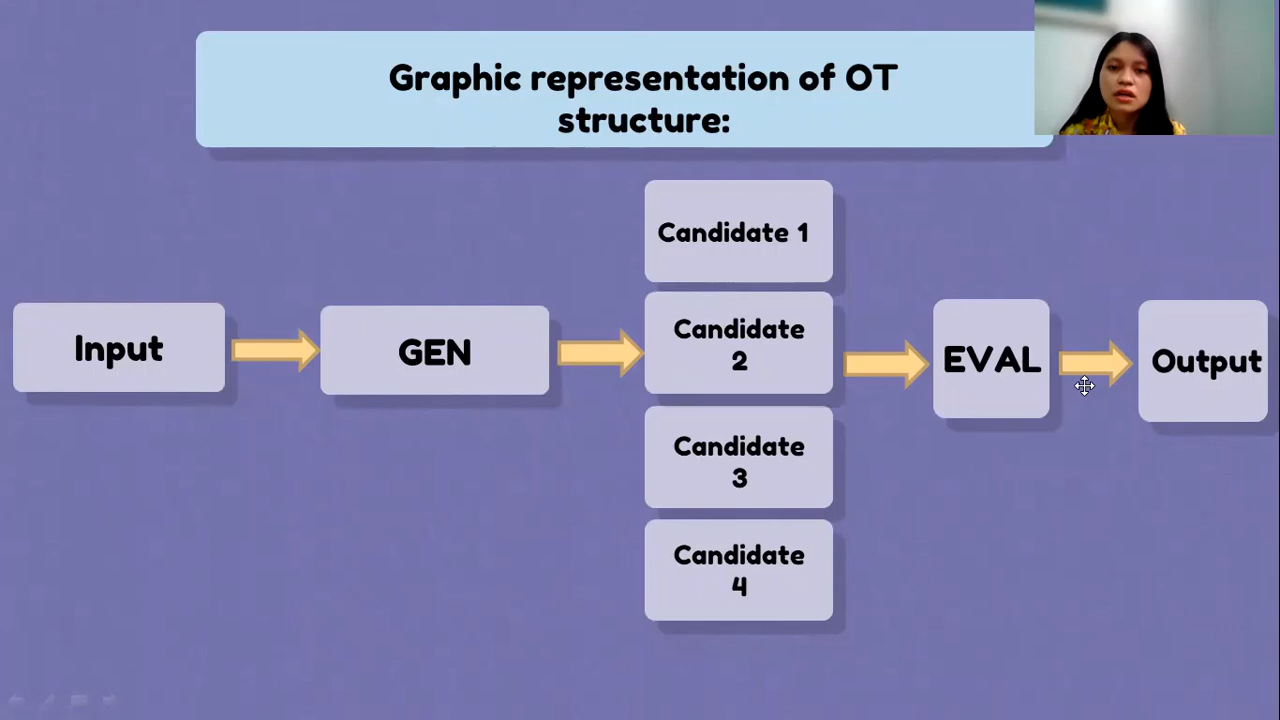 Graphic representation of OT
structure:
Input
GEN
Candidate 1
Candidate
2
Candidate
3
Candidate
4
EVAL
Output